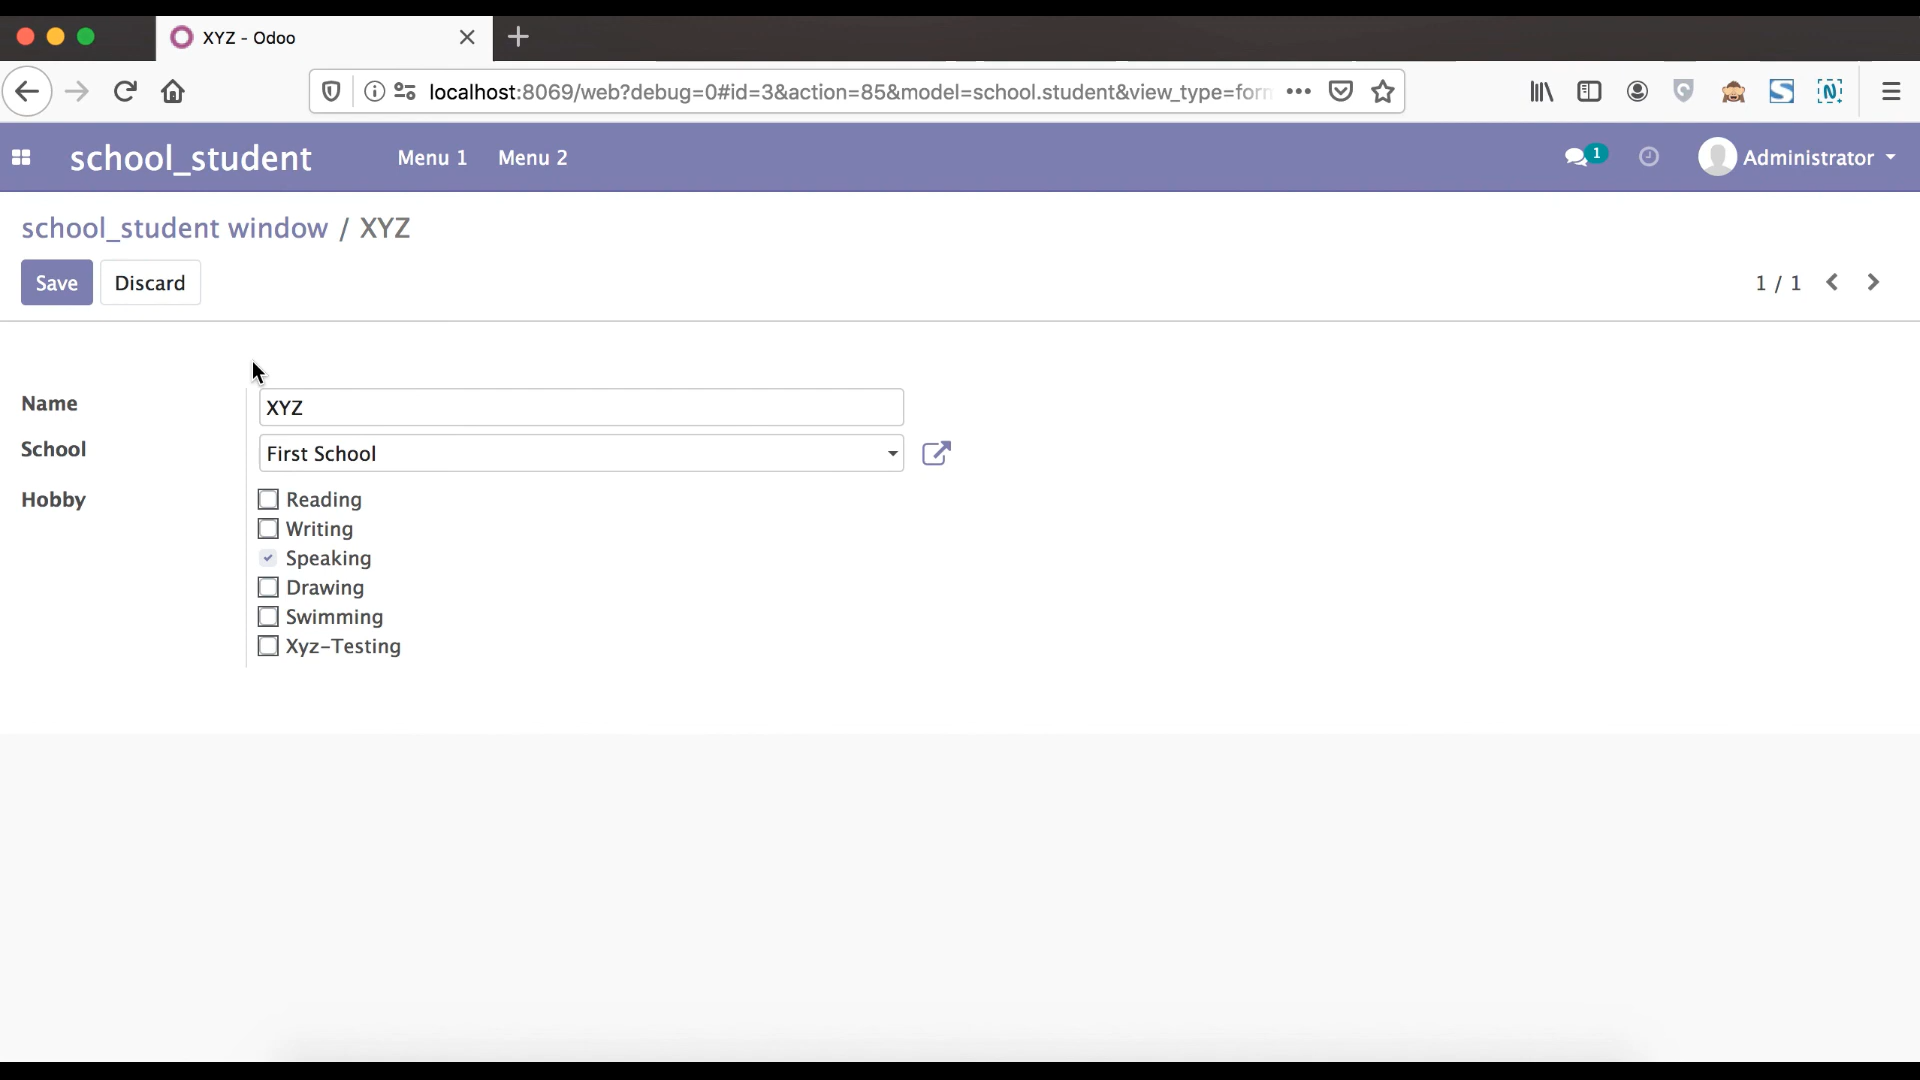 XYZ - Odoo
localhost:8069/web?debug=0#id=3&action=85&model=school.student&view_type=form
school_student Menu 1 Menu 2 1 Administrator
school_student window / XYZ
Save Discard 1 / 1
Name XYZ
School First School
Hobby Reading
Writing
Speaking
Drawing
Swimming
Xyz-Testing